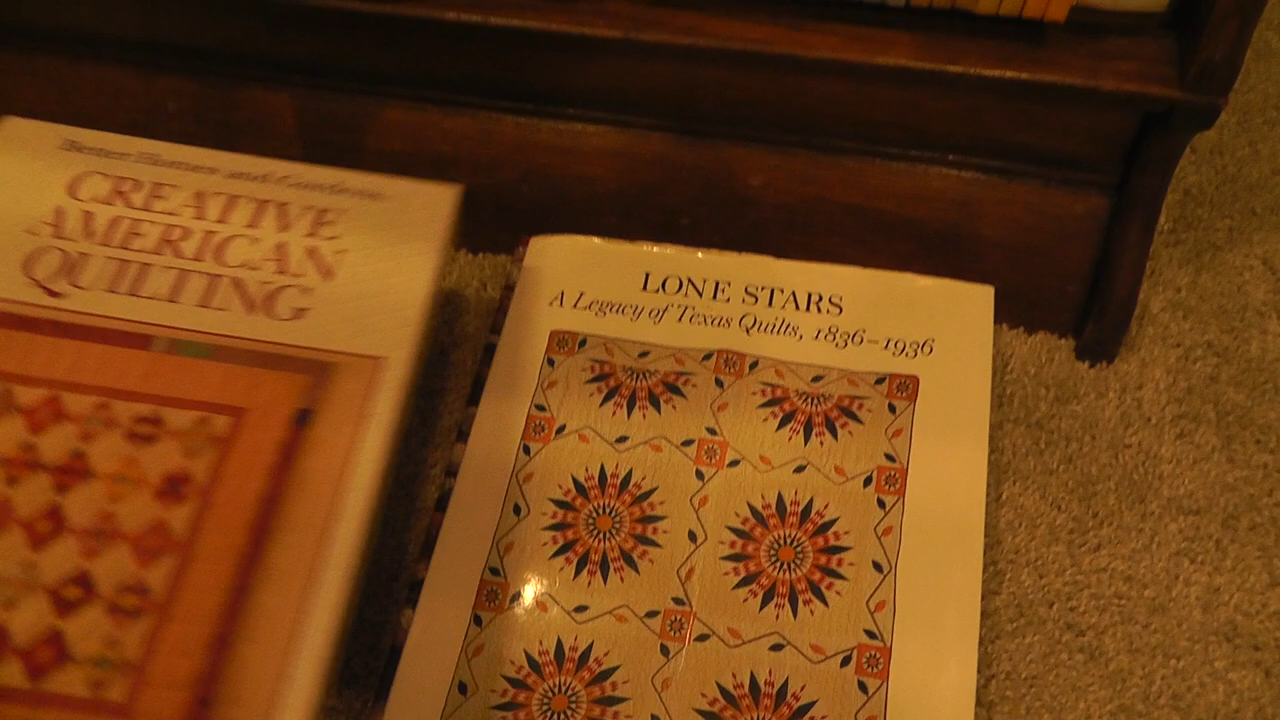 Better Homes and Gardens
CREATIVE
AMERICAN
QUILTING
LONE STARS
A Legacy of Texas Quilts, 1836-1936